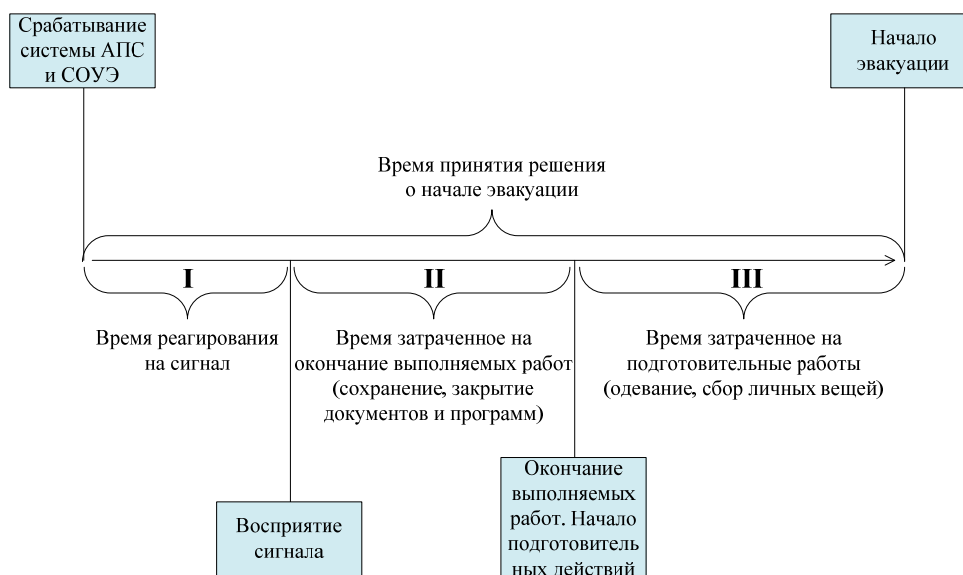 Срабатывание
системы АПС
и СОУЭ
Начало
эвакуации
Время принятия решения
о начале эвакуации
I
II
III
Время реагирования
на сигнал
Время затраченное на
окончание выполняемых работ
(сохранение, закрытие
документов и программ)
Время затраченное на
подготовительные работы
(одевание, сбор личных вещей)
Восприятие
сигнала
Окончание
выполняемых
работ. Начало
подготовитель
ных действий